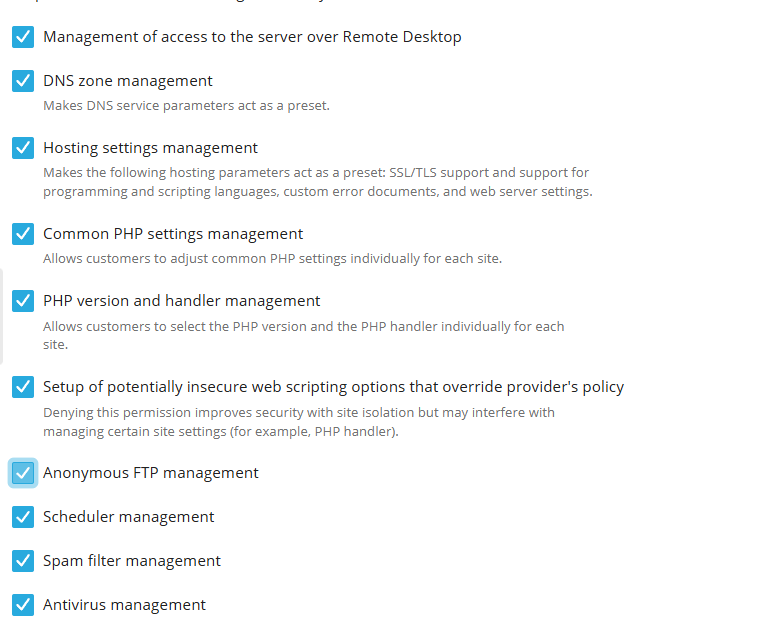 Management of access to the server over Remote Desktop
DNS zone management
Makes DNS service parameters act as a preset.
Hosting settings management
Makes the following hosting parameters act as a preset: SSL/TLS support and support for
programming and scripting languages, custom error documents, and web server settings.
Common PHP settings management
Allows customers to adjust common PHP settings individually for each site.
PHP version and handler management
Allows customers to select the PHP version and the PHP handler individually for each
site.
Setup of potentially insecure web scripting options that override provider's policy
Denying this permission improves security with site isolation but may interfere with
managing certain site settings (for example, PHP handler).
Anonymous FTP management
Scheduler management
Spam filter management
Antivirus management